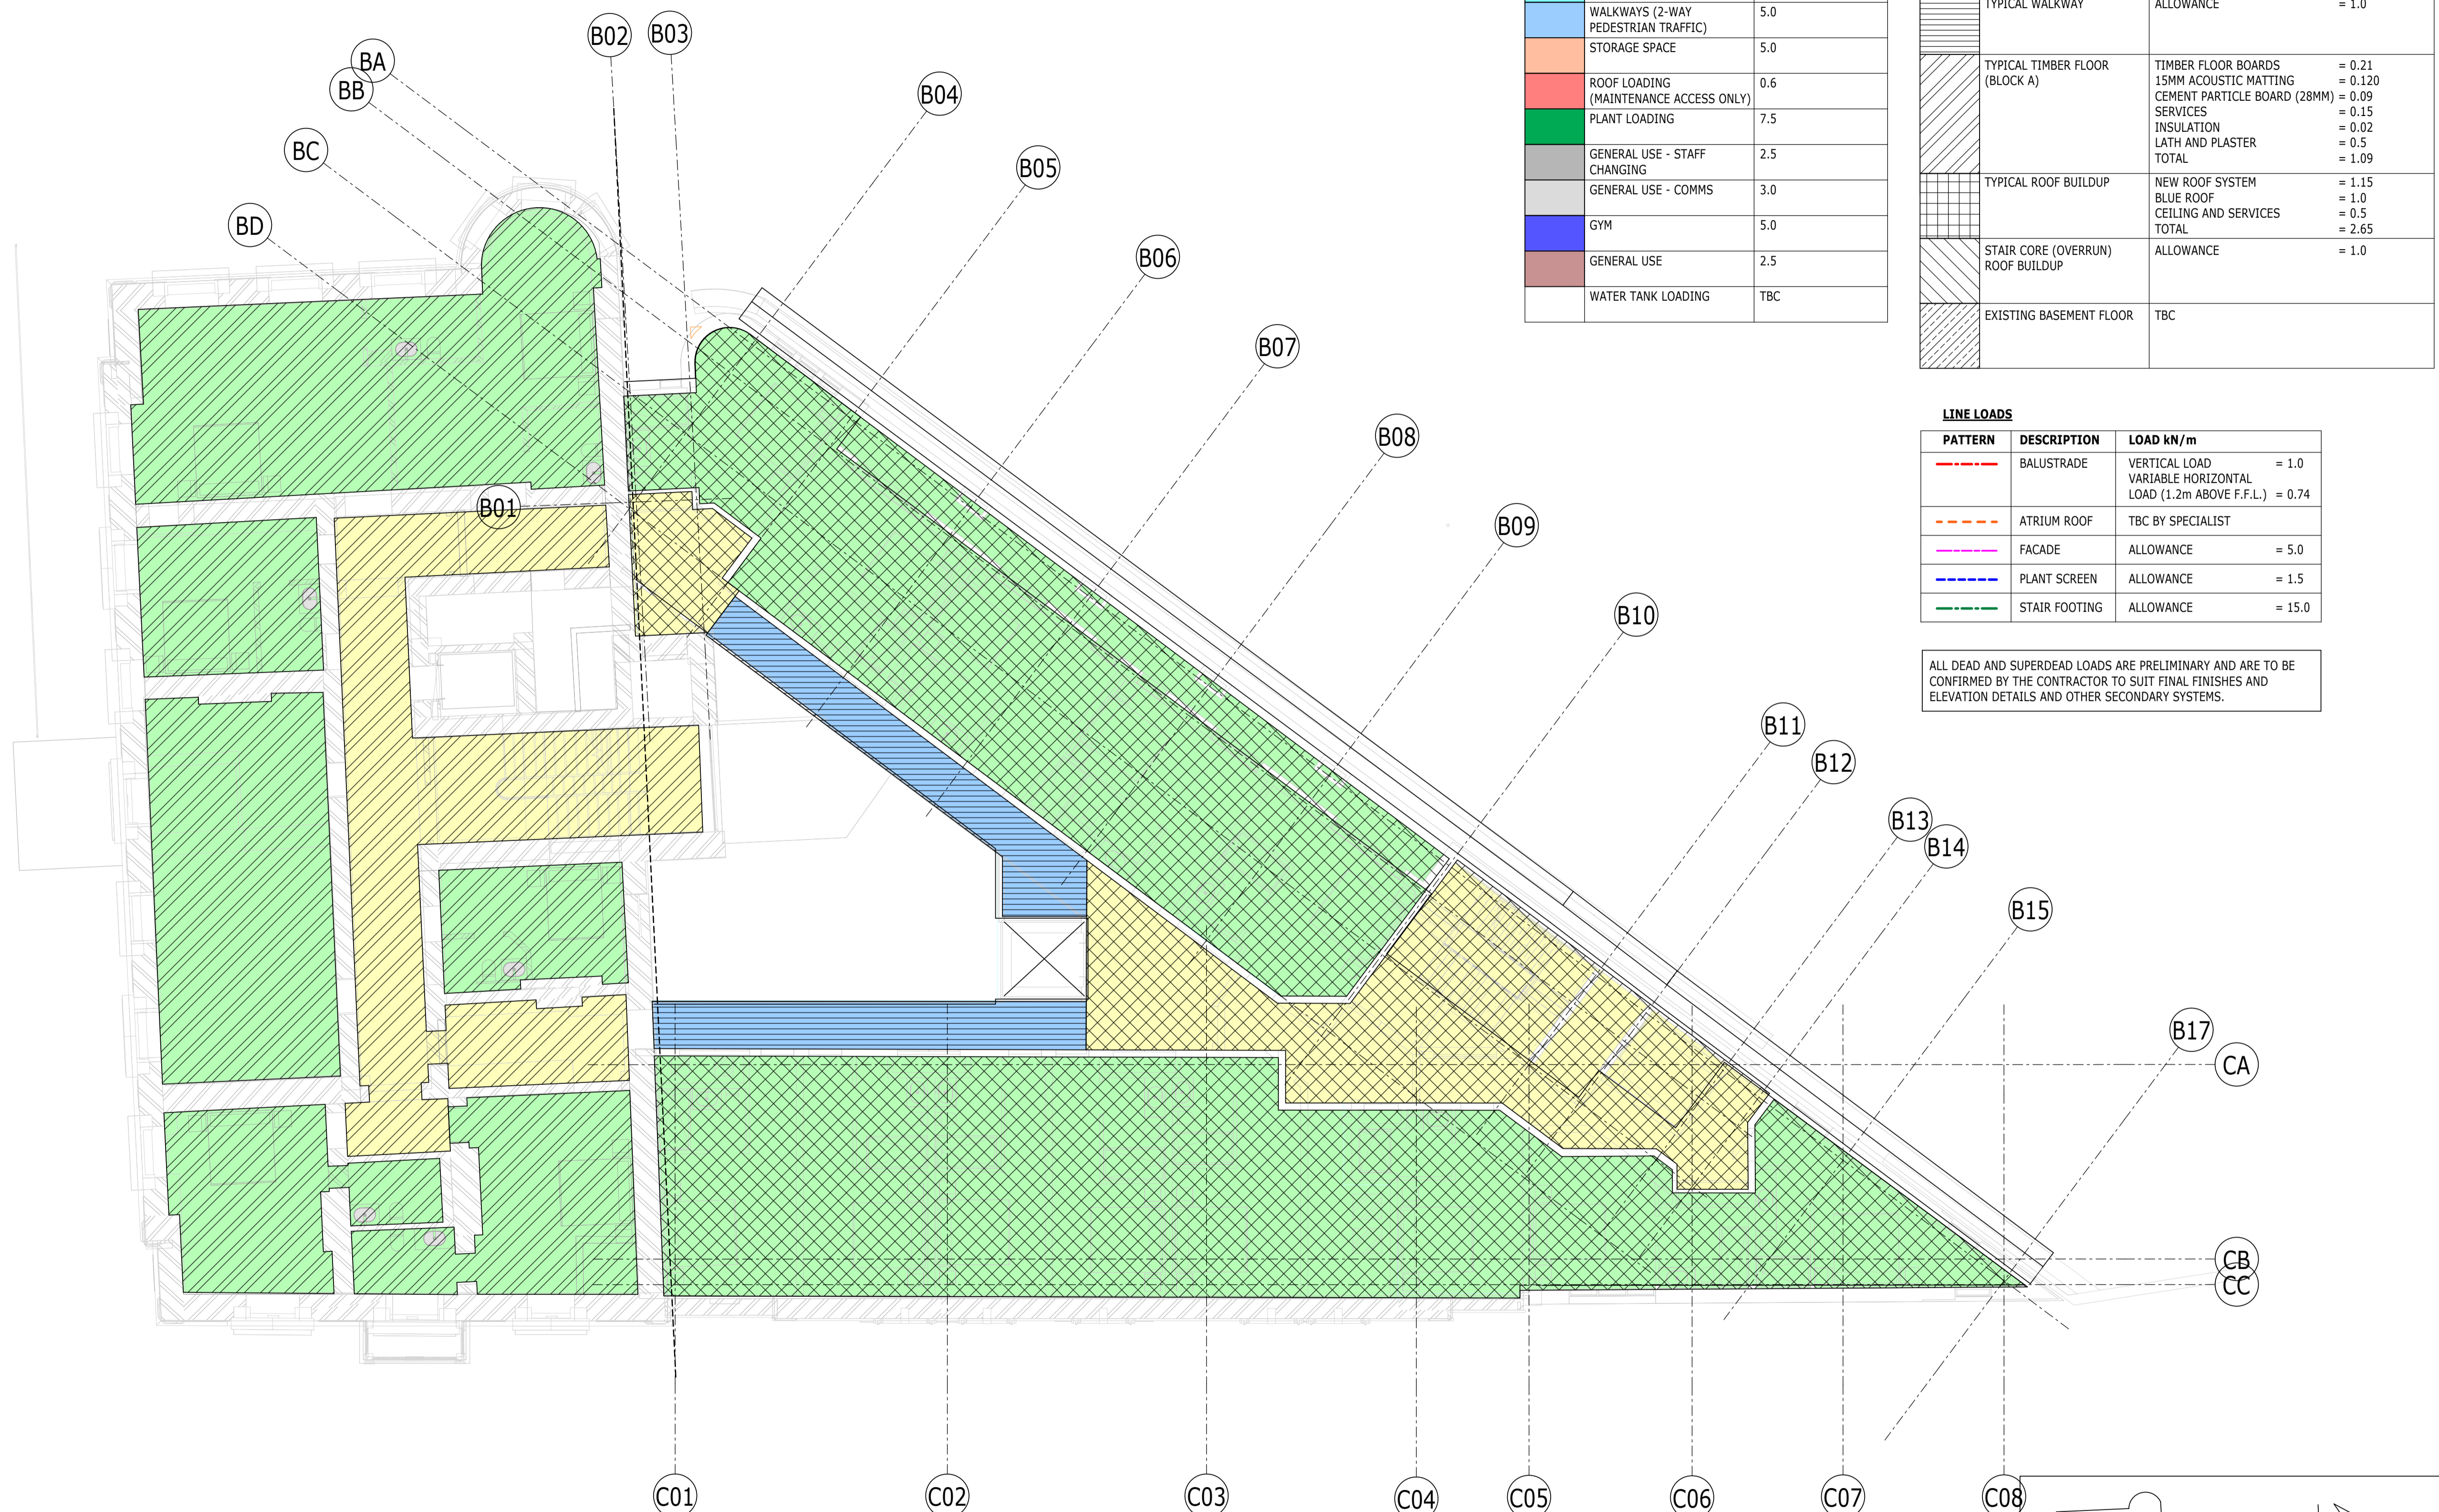 WALKWAYS (2-WAY PEDESTRIAN TRAFFIC) 5.0
STORAGE SPACE 5.0
ROOF LOADING (MAINTENANCE ACCESS ONLY) 0.6
PLANT LOADING 7.5
GENERAL USE - STAFF CHANGING 2.5
GENERAL USE - COMMS 3.0
GYM 5.0
GENERAL USE 2.5
WATER TANK LOADING TBC
TYPICAL WALKWAY ALLOWANCE = 1.0
TYPICAL TIMBER FLOOR (BLOCK A)
TIMBER FLOOR BOARDS = 0.21
15MM ACOUSTIC MATTING = 0.120
CEMENT PARTICLE BOARD (28MM) = 0.09
SERVICES = 0.15
INSULATION = 0.02
LATH AND PLASTER = 0.5
TOTAL = 1.09
TYPICAL ROOF BUILDUP
NEW ROOF SYSTEM = 1.15
BLUE ROOF = 1.0
CEILING AND SERVICES = 0.5
TOTAL = 2.65
STAIR CORE (OVERRUN) ROOF BUILDUP
ALLOWANCE = 1.0
EXISTING BASEMENT FLOOR TBC
LINE LOADS
PATTERN DESCRIPTION LOAD kN/m
BALUSTRADE VERTICAL LOAD = 1.0
VARIABLE HORIZONTAL
LOAD (1.2m ABOVE F.F.L.) = 0.74
ATRIUM ROOF TBC BY SPECIALIST
FACADE ALLOWANCE = 5.0
PLANT SCREEN ALLOWANCE = 1.5
STAIR FOOTING ALLOWANCE = 15.0
ALL DEAD AND SUPERDEAD LOADS ARE PRELIMINARY AND ARE TO BE
CONFIRMED BY THE CONTRACTOR TO SUIT FINAL FINISHES AND
ELEVATION DETAILS AND OTHER SECONDARY SYSTEMS.
B02
B03
BA
BB
BC
BD
B04
B05
B06
B07
B08
B09
B10
B01
B11
B12
B13
B14
B15
B17
CA
CB
CC
C01
C02
C03
C04
C05
C06
C07
C08